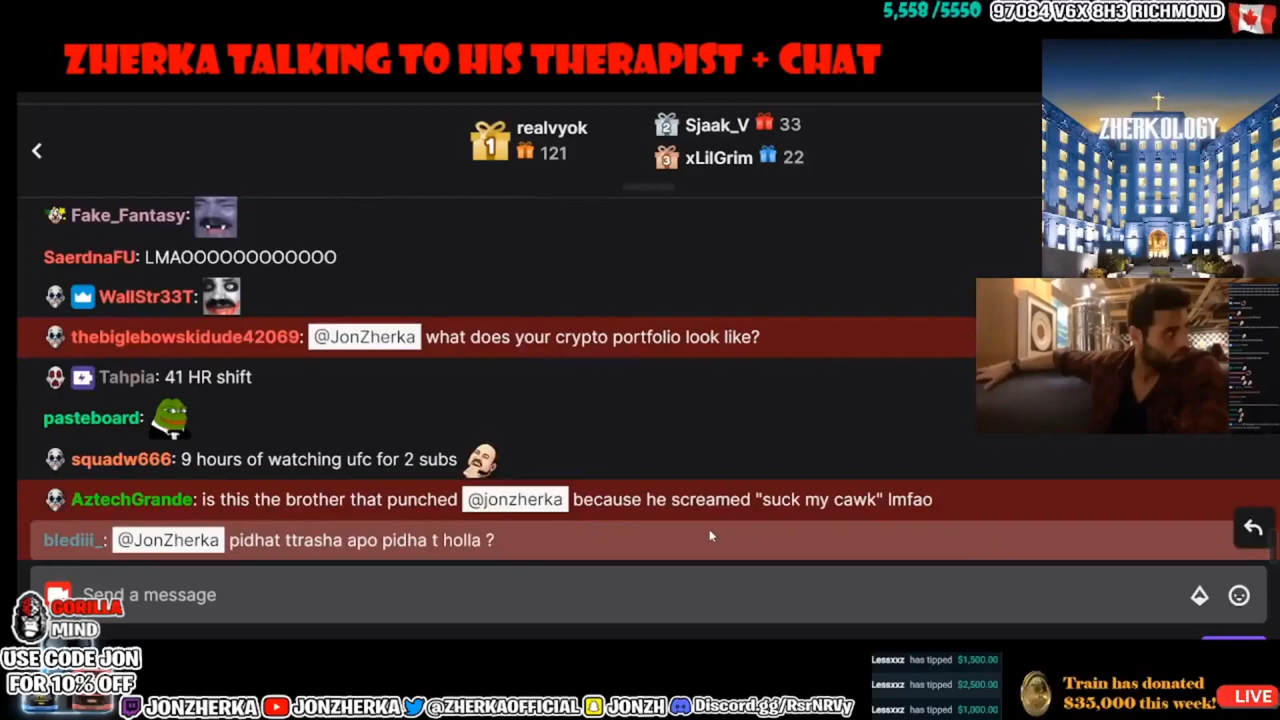 5,558 /5550
97084 V6X 8H3 RICHMOND
ZHERKA TALKING TO HIS THERAPIST + CHAT
1
realvyok
121
2 Sjaak_V 33
3 xLilGrim 22
ZHERKOLO6Y
Fake_Fantasy:
SaerdnaFU: LMAOOOOOOOOOOOO
WallStr33T:
thebiglebowskidude42069: @JonZherka what does your crypto portfolio look like?
Tahpia: 41 HR shift
pasteboard:
squadw666: 9 hours of watching ufc for 2 subs
AztechGrande: is this the brother that punched @jonzherka because he screamed "suck my cawk" lmfao
blediii_: @JonZherka pidhat ttrasha apo pidha t holla ?
Send a message
GORILLA
MIND
USE CODE JON
FOR 10% OFF
Lessxxz has tipped $1,500.00
Lessxxz has tipped $2,500.00
Lessxxz has tipped $1,000.00
Train has donated
$35,000 this week!
LIVE
JONZHERKA JONZHERKA @ZHERKAOFFICIAL JONZH Discord.gg/RsrNRVy